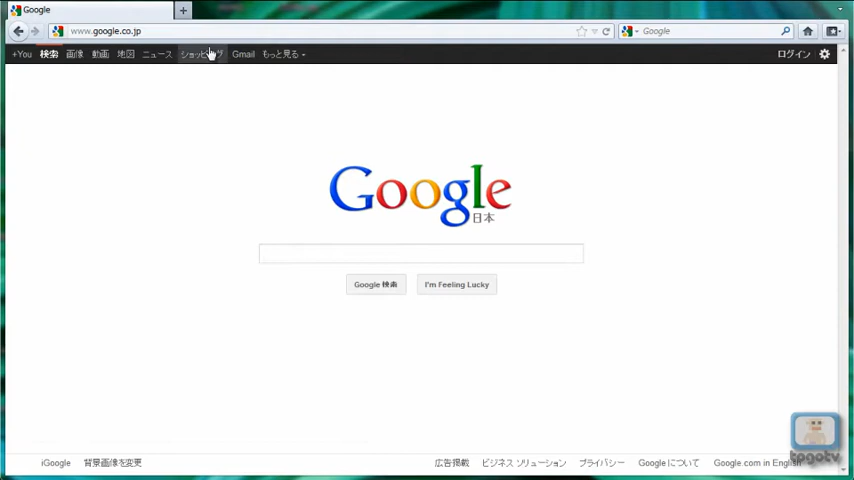 Google
www.google.co.jp
Google
+You 検索 画像 動画 地図 ニュース ショッピング Gmail もっと見る ログイン
Google
日本
Google 検索 I'm Feeling Lucky
iGoogle 背景画像を変更 広告掲載 ビジネス ソリューション プライバシー Google について Google.com in English
togotv